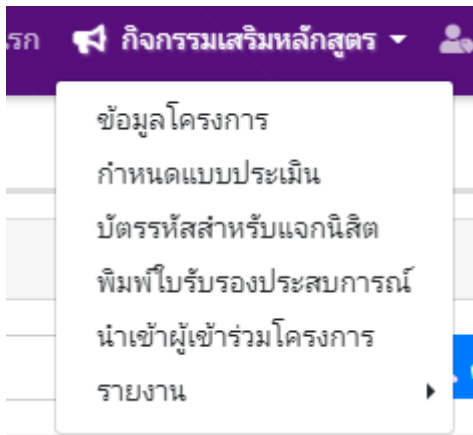 กิจกรรมเสริมหลักสูตร
ข้อมูลโครงการ
กำหนดแบบประเมิน
บัตรรหัสสำหรับแจกนิสิต
พิมพ์ใบรับรองประสบการณ์
นำเข้าผู้เข้าร่วมโครงการ
รายงาน